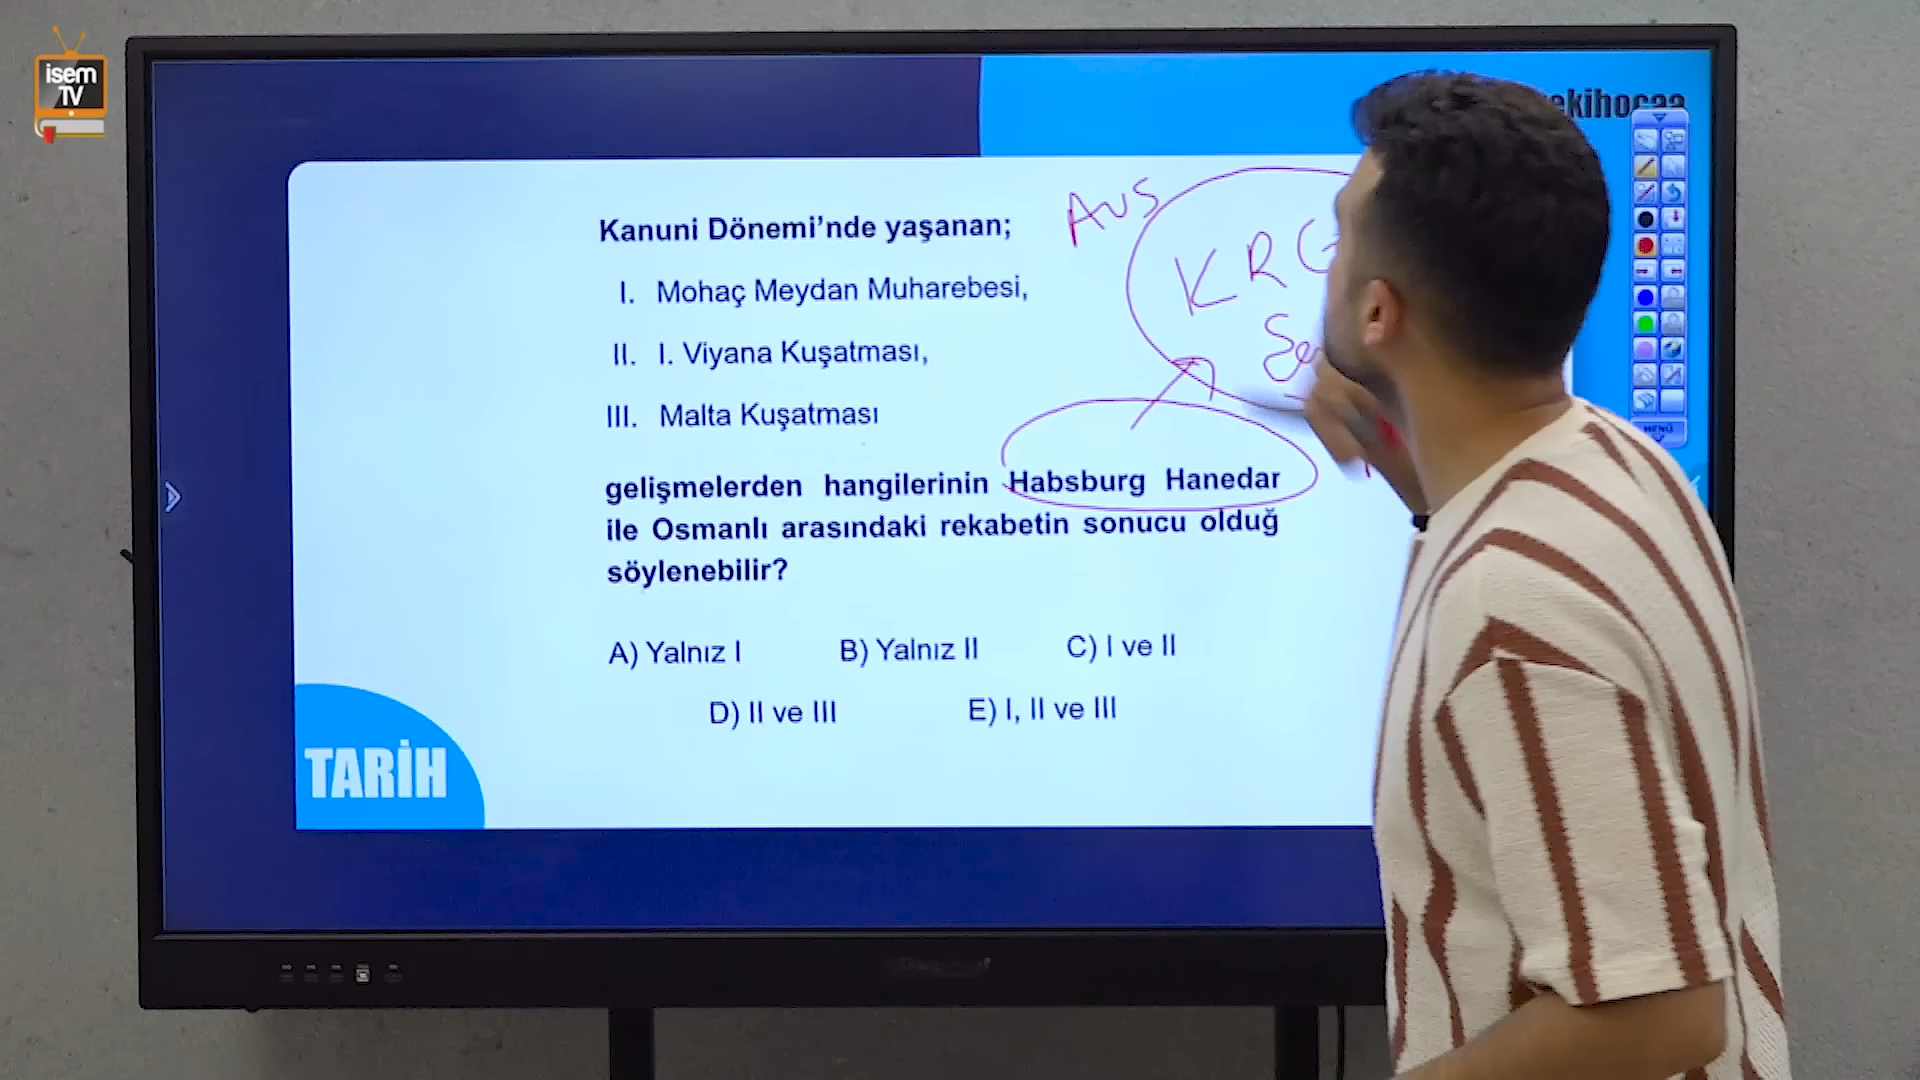 isem
TV
ekihocaa
Aus
KRG
Kanuni Dönemi'nde yaşanan;
I. Mohaç Meydan Muharebesi,
II. I. Viyana Kuşatması,
III. Malta Kuşatması
gelişmelerden hangilerinin Habsburg Hanedar
ile Osmanlı arasındaki rekabetin sonucu olduğ
söylenebilir?
A) Yalnız I B) Yalnız II C) I ve II
D) II ve III E) I, II ve III
TARİH
MENÜ